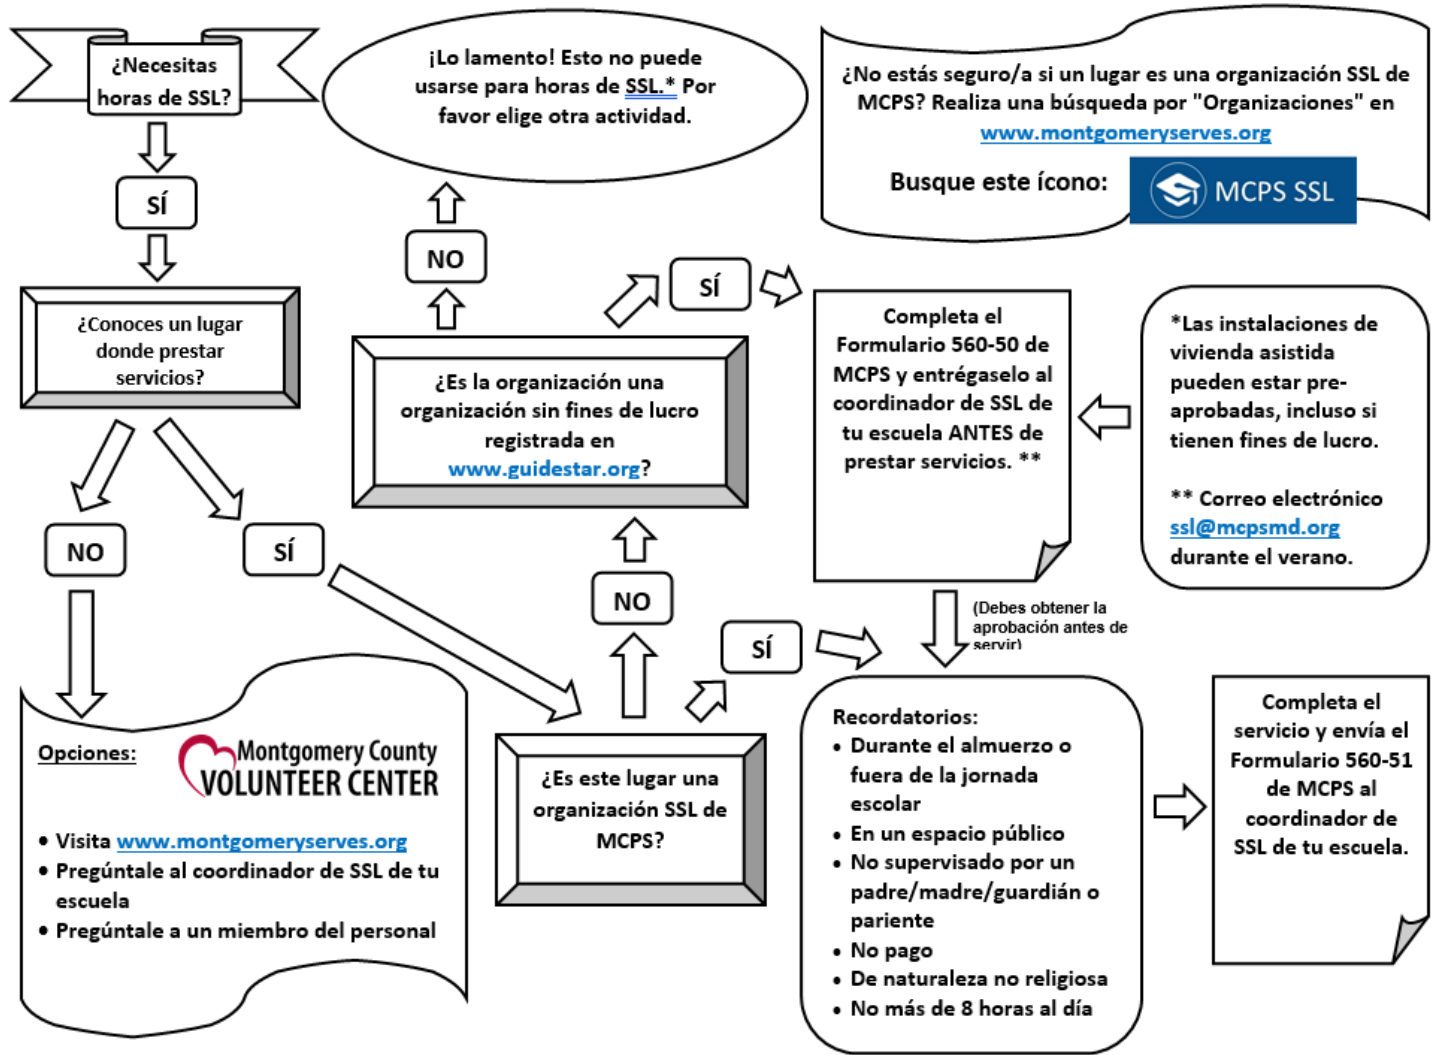 ¿Necesitas
horas de SSL?
SÍ
¿Conoces un lugar
donde prestar
servicios?
NO
SÍ
Opciones:
Montgomery County
VOLUNTEER CENTER
• Visita www.montgomeryserves.org
• Pregúntale al coordinador de SSL de tu
escuela
• Pregúntale a un miembro del personal
¡Lo lamento! Esto no puede
usarse para horas de SSL.* Por
favor elige otra actividad.
NO
¿Es la organización una
organización sin fines de lucro
registrada en
www.guidestar.org?
SÍ
NO
SÍ
¿Es este lugar una
organización SSL de
MCPS?
¿No estás seguro/a si un lugar es una organización SSL de
MCPS? Realiza una búsqueda por "Organizaciones" en
www.montgomeryserves.org
Busque este ícono:
MCPS SSL
Completa el
Formulario 560-50 de
MCPS y entrégaselo al
coordinador de SSL de
tu escuela ANTES de
prestar servicios. **
*Las instalaciones de
vivienda asistida
pueden estar pre-
aprobadas, incluso si
tienen fines de lucro.
** Correo electrónico
ssl@mcpsmd.org
durante el verano.
(Debes obtener la
aprobación antes de
servir)
Recordatorios:
• Durante el almuerzo o
fuera de la jornada
escolar
• En un espacio público
• No supervisado por un
padre/madre/guardián o
pariente
• No pago
• De naturaleza no religiosa
• No más de 8 horas al día
Completa el
servicio y envía el
Formulario 560-51
de MCPS al
coordinador de
SSL de tu escuela.